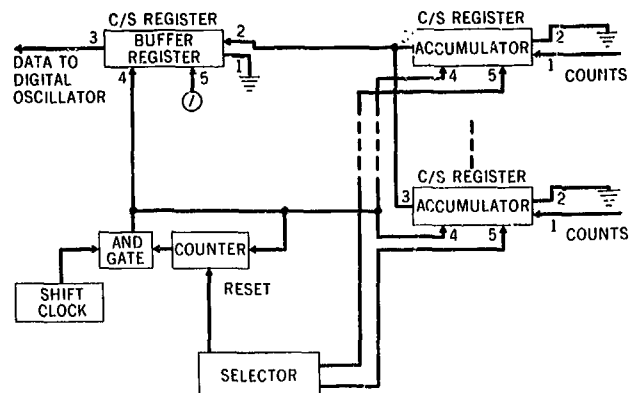 C/S REGISTER
BUFFER
REGISTER
3
2
1
4
5
DATA TO
DIGITAL
OSCILLATOR
C/S REGISTER
ACCUMULATOR
2
1
COUNTS
4
5
C/S REGISTER
ACCUMULATOR
3
2
1
COUNTS
4
5
AND
GATE
COUNTER
SHIFT
CLOCK
RESET
SELECTOR